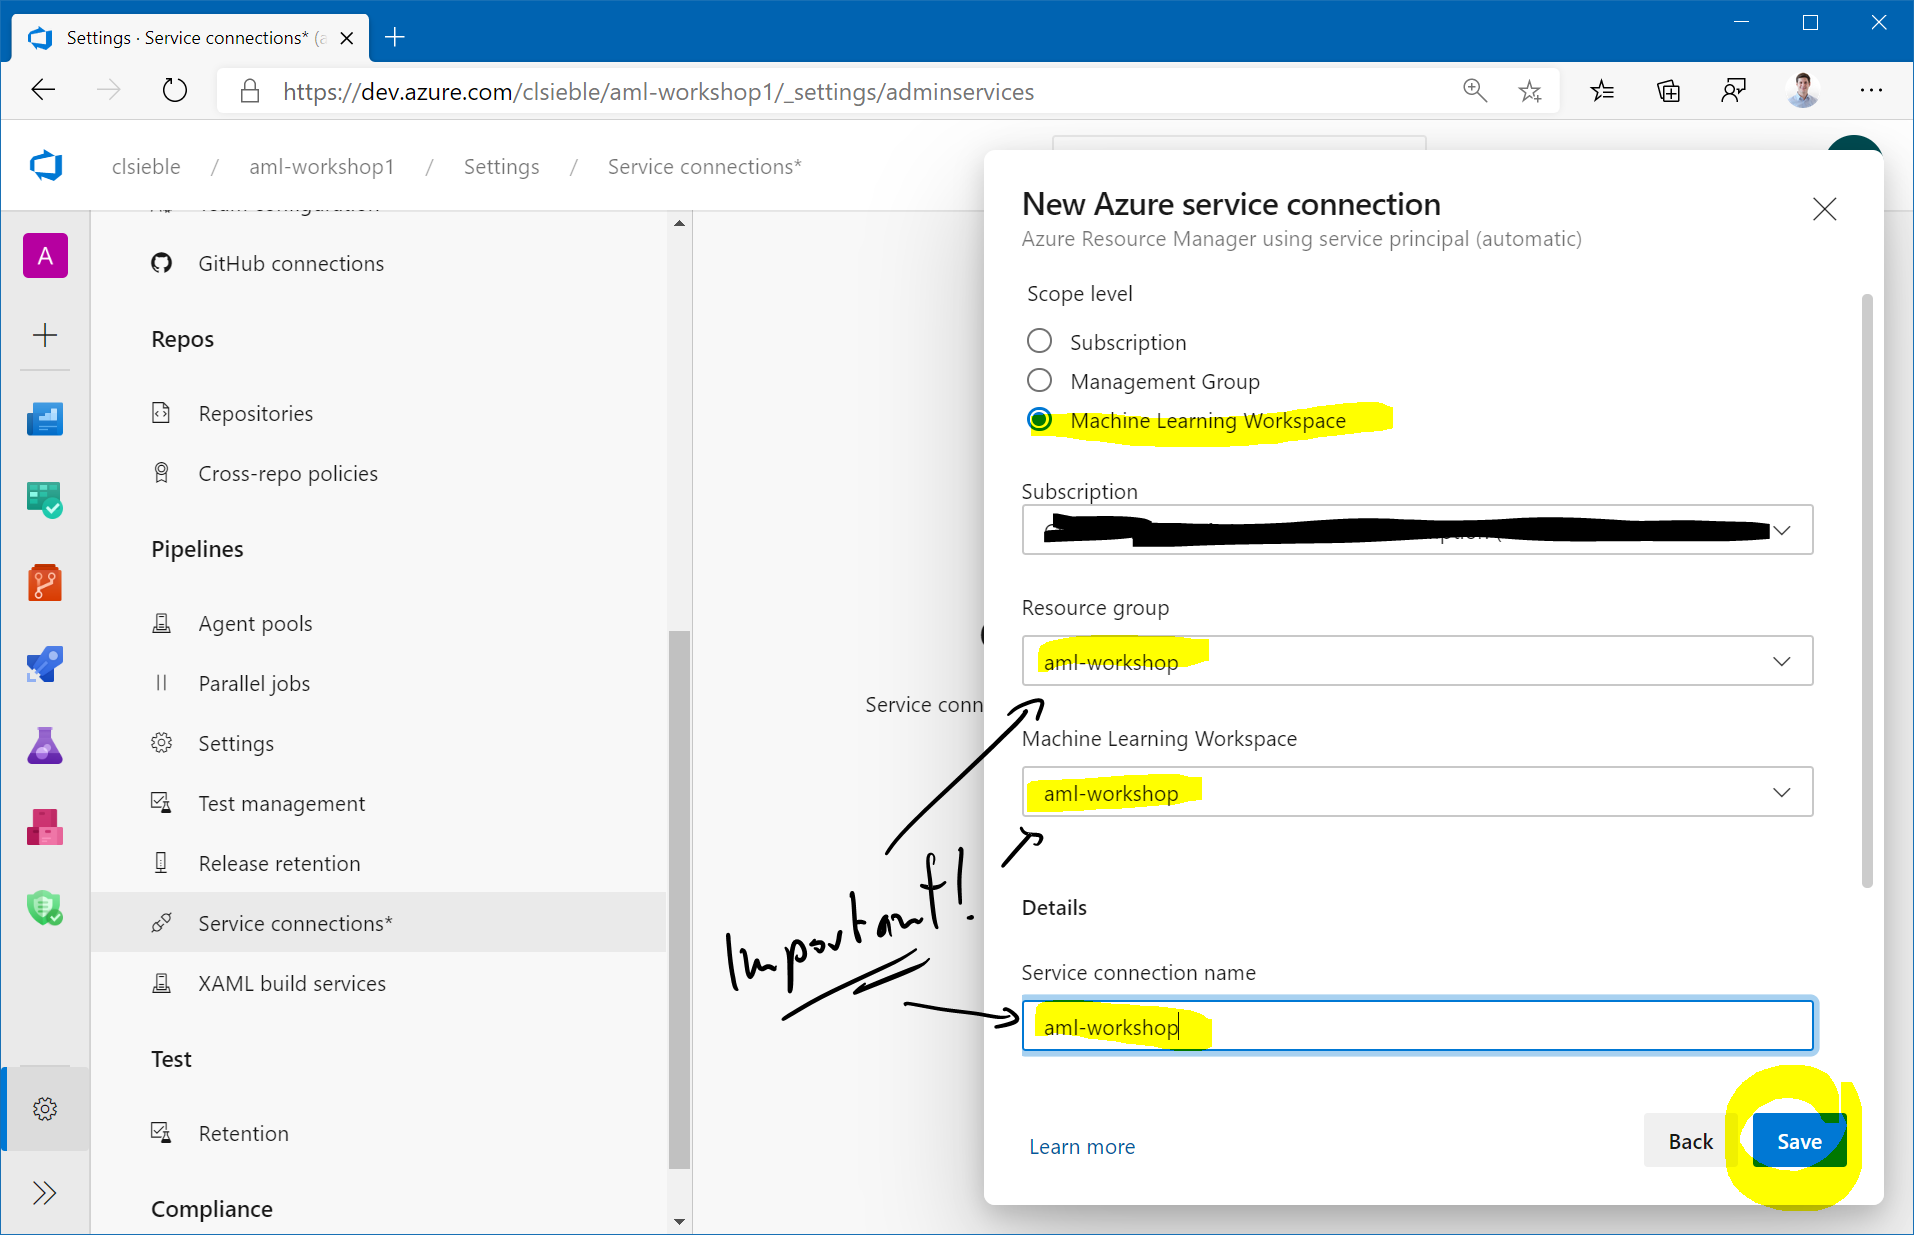 Settings · Service connections* (a
https://dev.azure.com/clsieble/aml-workshop1/_settings/adminservices
clsieble / aml-workshop1 / Settings / Service connections*
A
Team configuration
GitHub connections
Repos
Repositories
Cross-repo policies
Pipelines
Agent pools
Parallel jobs
Settings
Test management
Release retention
Service connections*
XAML build services
Test
Retention
Compliance
Service conn
Important!
New Azure service connection
Azure Resource Manager using service principal (automatic)
Scope level
Subscription
Management Group
Machine Learning Workspace
Subscription
Resource group
aml-workshop
Machine Learning Workspace
aml-workshop
Details
Service connection name
aml-workshop
Learn more
Back
Save